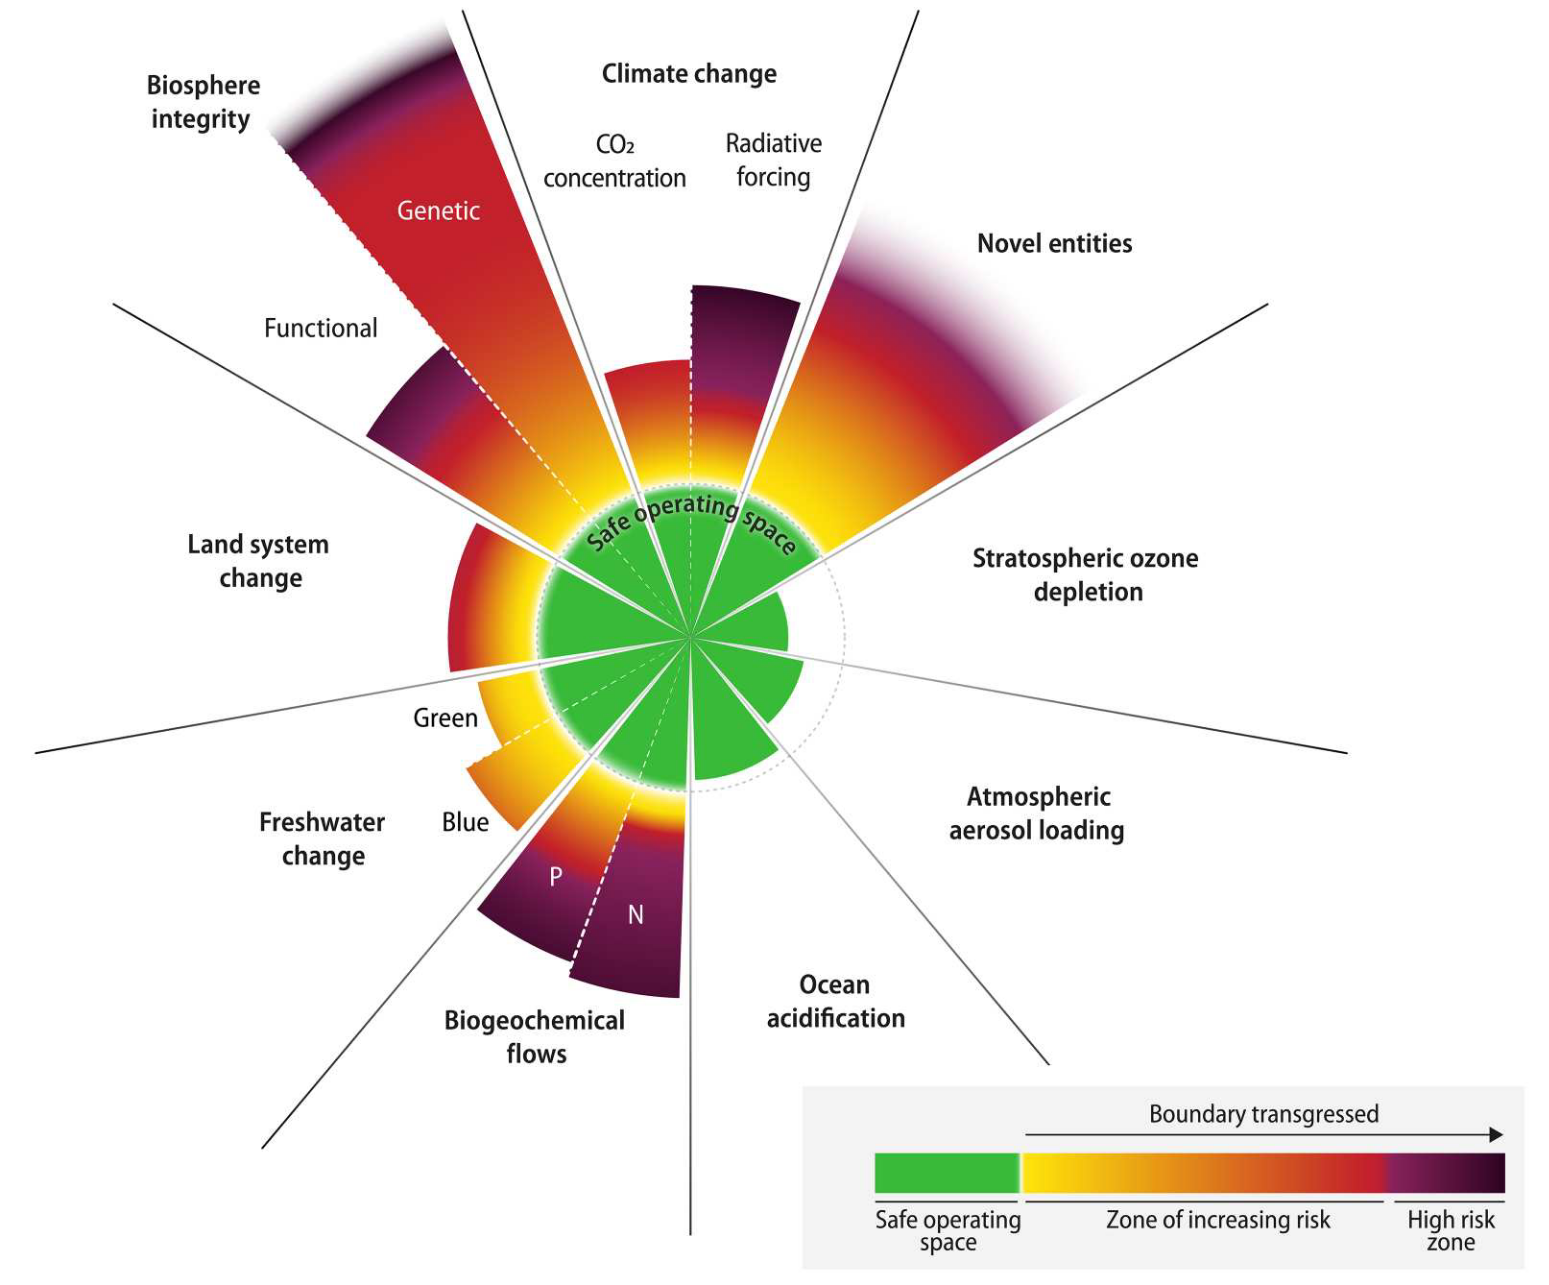 Biosphere
integrity
Climate change
CO₂
concentration
Radiative
forcing
Genetic
Novel entities
Functional
Safe operating space
Land system
change
Stratospheric ozone
depletion
Green
Blue
Freshwater
change
Atmospheric
aerosol loading
P
N
Biogeochemical
flows
Ocean
acidification
Boundary transgressed
Safe operating
space
Zone of increasing risk
High risk
zone